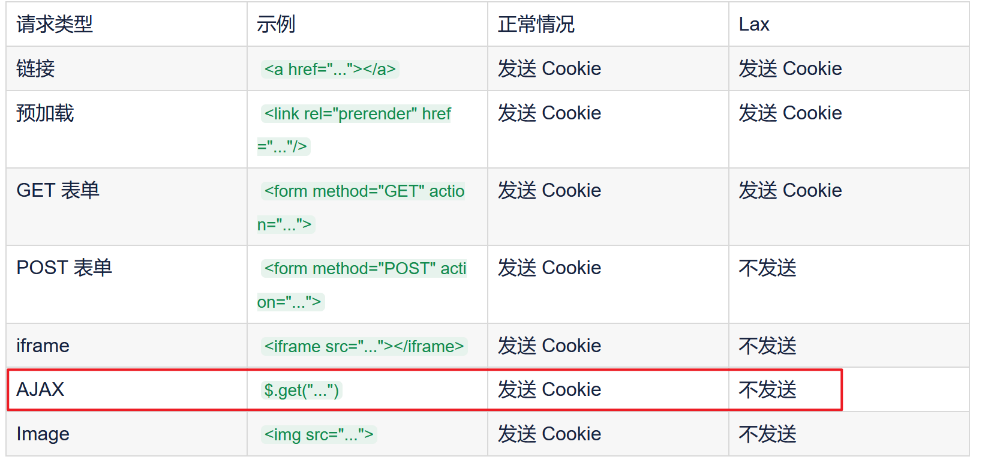 请求类型 示例 正常情况 Lax
链接 <a href="..."></a> 发送 Cookie 发送 Cookie
预加载 <link rel="prerender" href 发送 Cookie 发送 Cookie
="..."/>
GET 表单 <form method="GET" actio 发送 Cookie 发送 Cookie
n="...">
POST 表单 <form method="POST" acti 发送 Cookie 不发送
on="...">
iframe <iframe src="..."></iframe> 发送 Cookie 不发送
AJAX $.get("...") 发送 Cookie 不发送
Image <img src="..."> 发送 Cookie 不发送